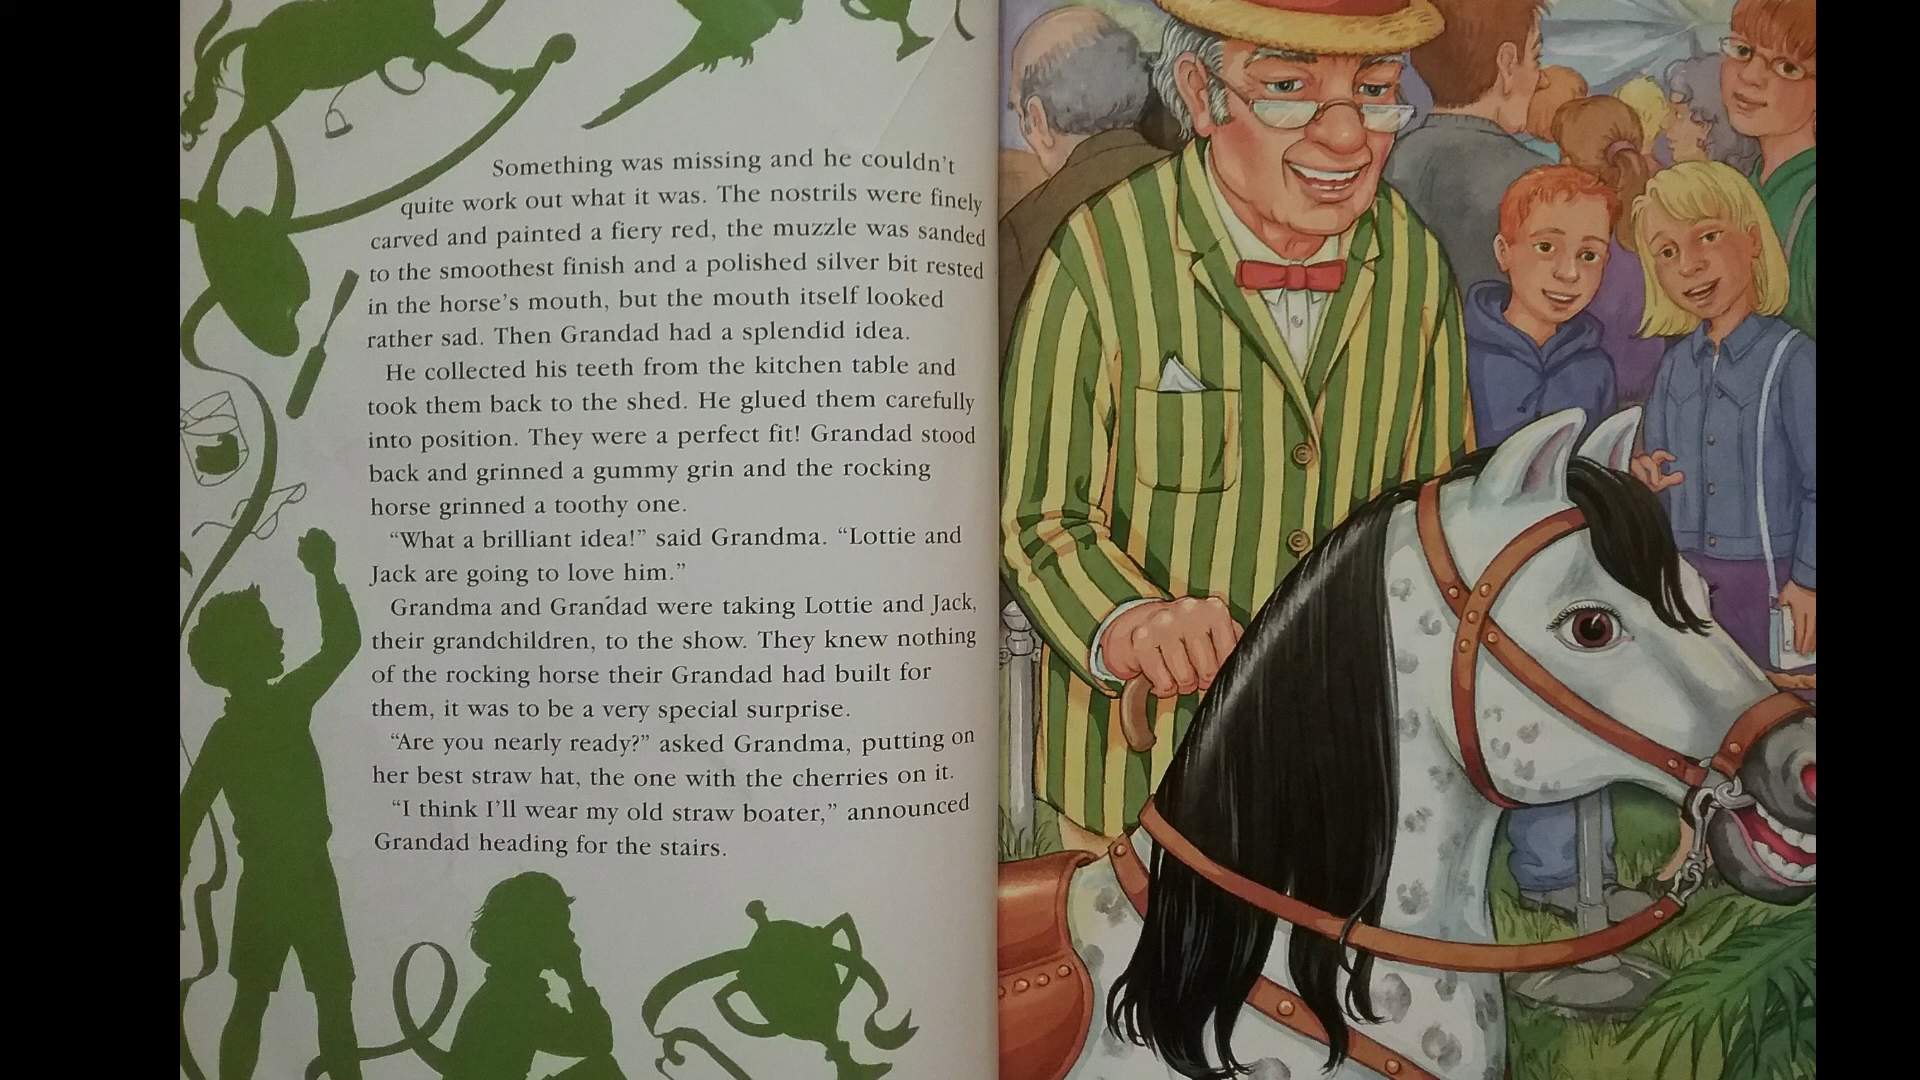 Something was missing and he couldn't
quite work out what it was. The nostrils were finely
carved and painted a fiery red, the muzzle was sanded
to the smoothest finish and a polished silver bit rested
in the horse's mouth, but the mouth itself looked
rather sad. Then Grandad had a splendid idea.
He collected his teeth from the kitchen table and
took them back to the shed. He glued them carefully
into position. They were a perfect fit! Grandad stood
back and grinned a gummy grin and the rocking
horse grinned a toothy one.
“What a brilliant idea!” said Grandma. “Lottie and
Jack are going to love him.”
Grandma and Grandad were taking Lottie and Jack,
their grandchildren, to the show. They knew nothing
of the rocking horse their Grandad had built for
them, it was to be a very special surprise.
“Are you nearly ready?” asked Grandma, putting on
her best straw hat, the one with the cherries on it.
“I think I'll wear my old straw boater,” announced
Grandad heading for the stairs.